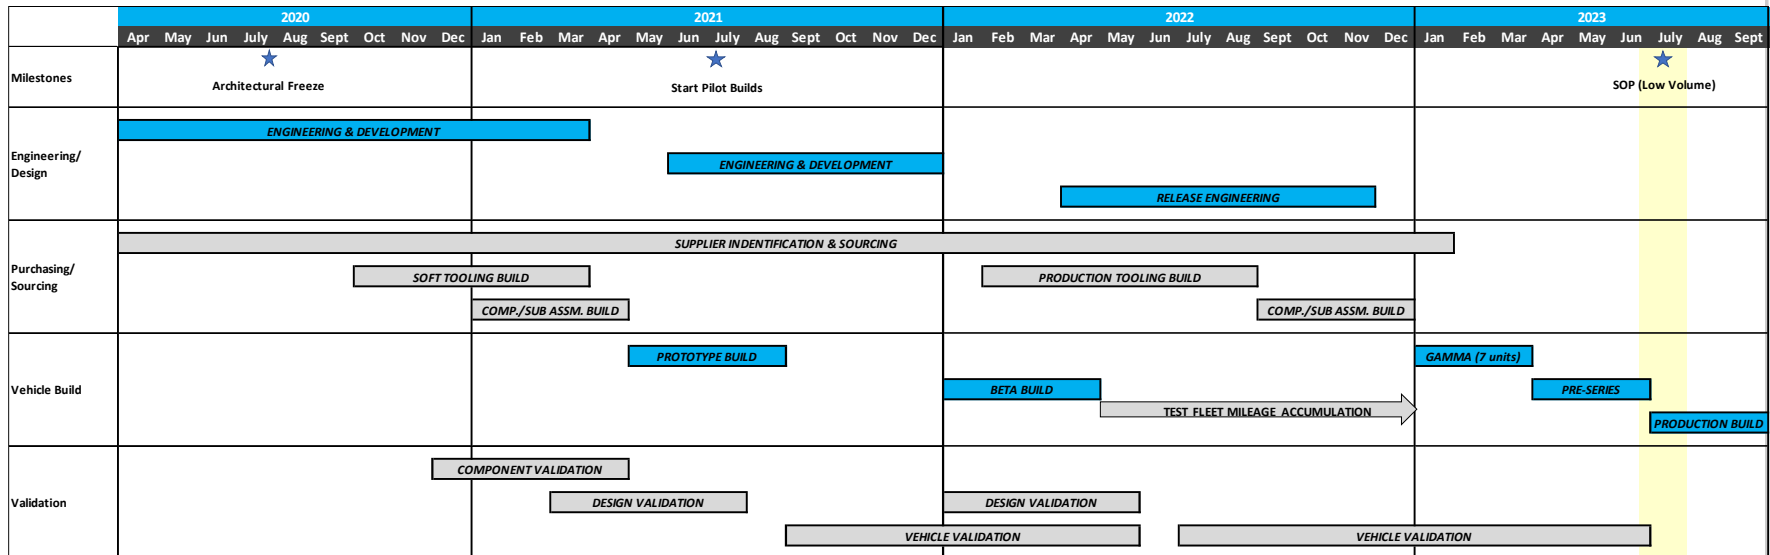 2020 2021 2022 2023
Apr May Jun July Aug Sept Oct Nov Dec Jan Feb Mar Apr May Jun July Aug Sept Oct Nov Dec Jan Feb Mar Apr May Jun July Aug Sept Oct Nov Dec Jan Feb Mar Apr May Jun July Aug Sept
Milestones
Architectural Freeze
Start Pilot Builds
SOP (Low Volume)
Engineering/
Design
ENGINEERING & DEVELOPMENT
ENGINEERING & DEVELOPMENT
RELEASE ENGINEERING
Purchasing/
Sourcing
SUPPLIER INDENTIFICATION & SOURCING
SOFT TOOLING BUILD
PRODUCTION TOOLING BUILD
COMP./SUB ASSM. BUILD
COMP./SUB ASSM. BUILD
Vehicle Build
PROTOTYPE BUILD
GAMMA (7 units)
BETA BUILD
PRE-SERIES
TEST FLEET MILEAGE ACCUMULATION
PRODUCTION BUILD
Validation
COMPONENT VALIDATION
DESIGN VALIDATION
DESIGN VALIDATION
VEHICLE VALIDATION
VEHICLE VALIDATION